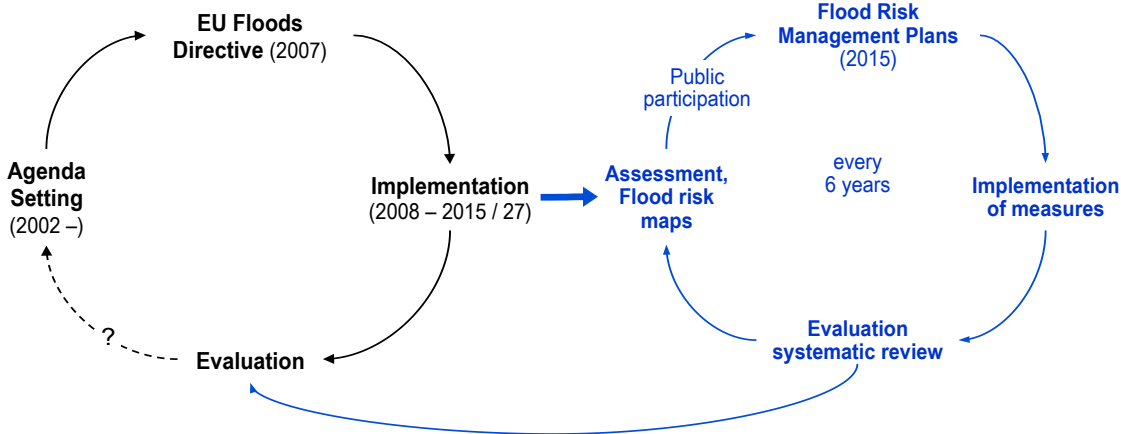 EU Floods
Directive (2007)
Agenda
Setting
(2002 –)
Implementation
(2008 – 2015 / 27)
?
Evaluation
Flood Risk
Management Plans
(2015)
Public
participation
every
6 years
Assessment,
Flood risk
maps
Implementation
of measures
Evaluation
systematic review